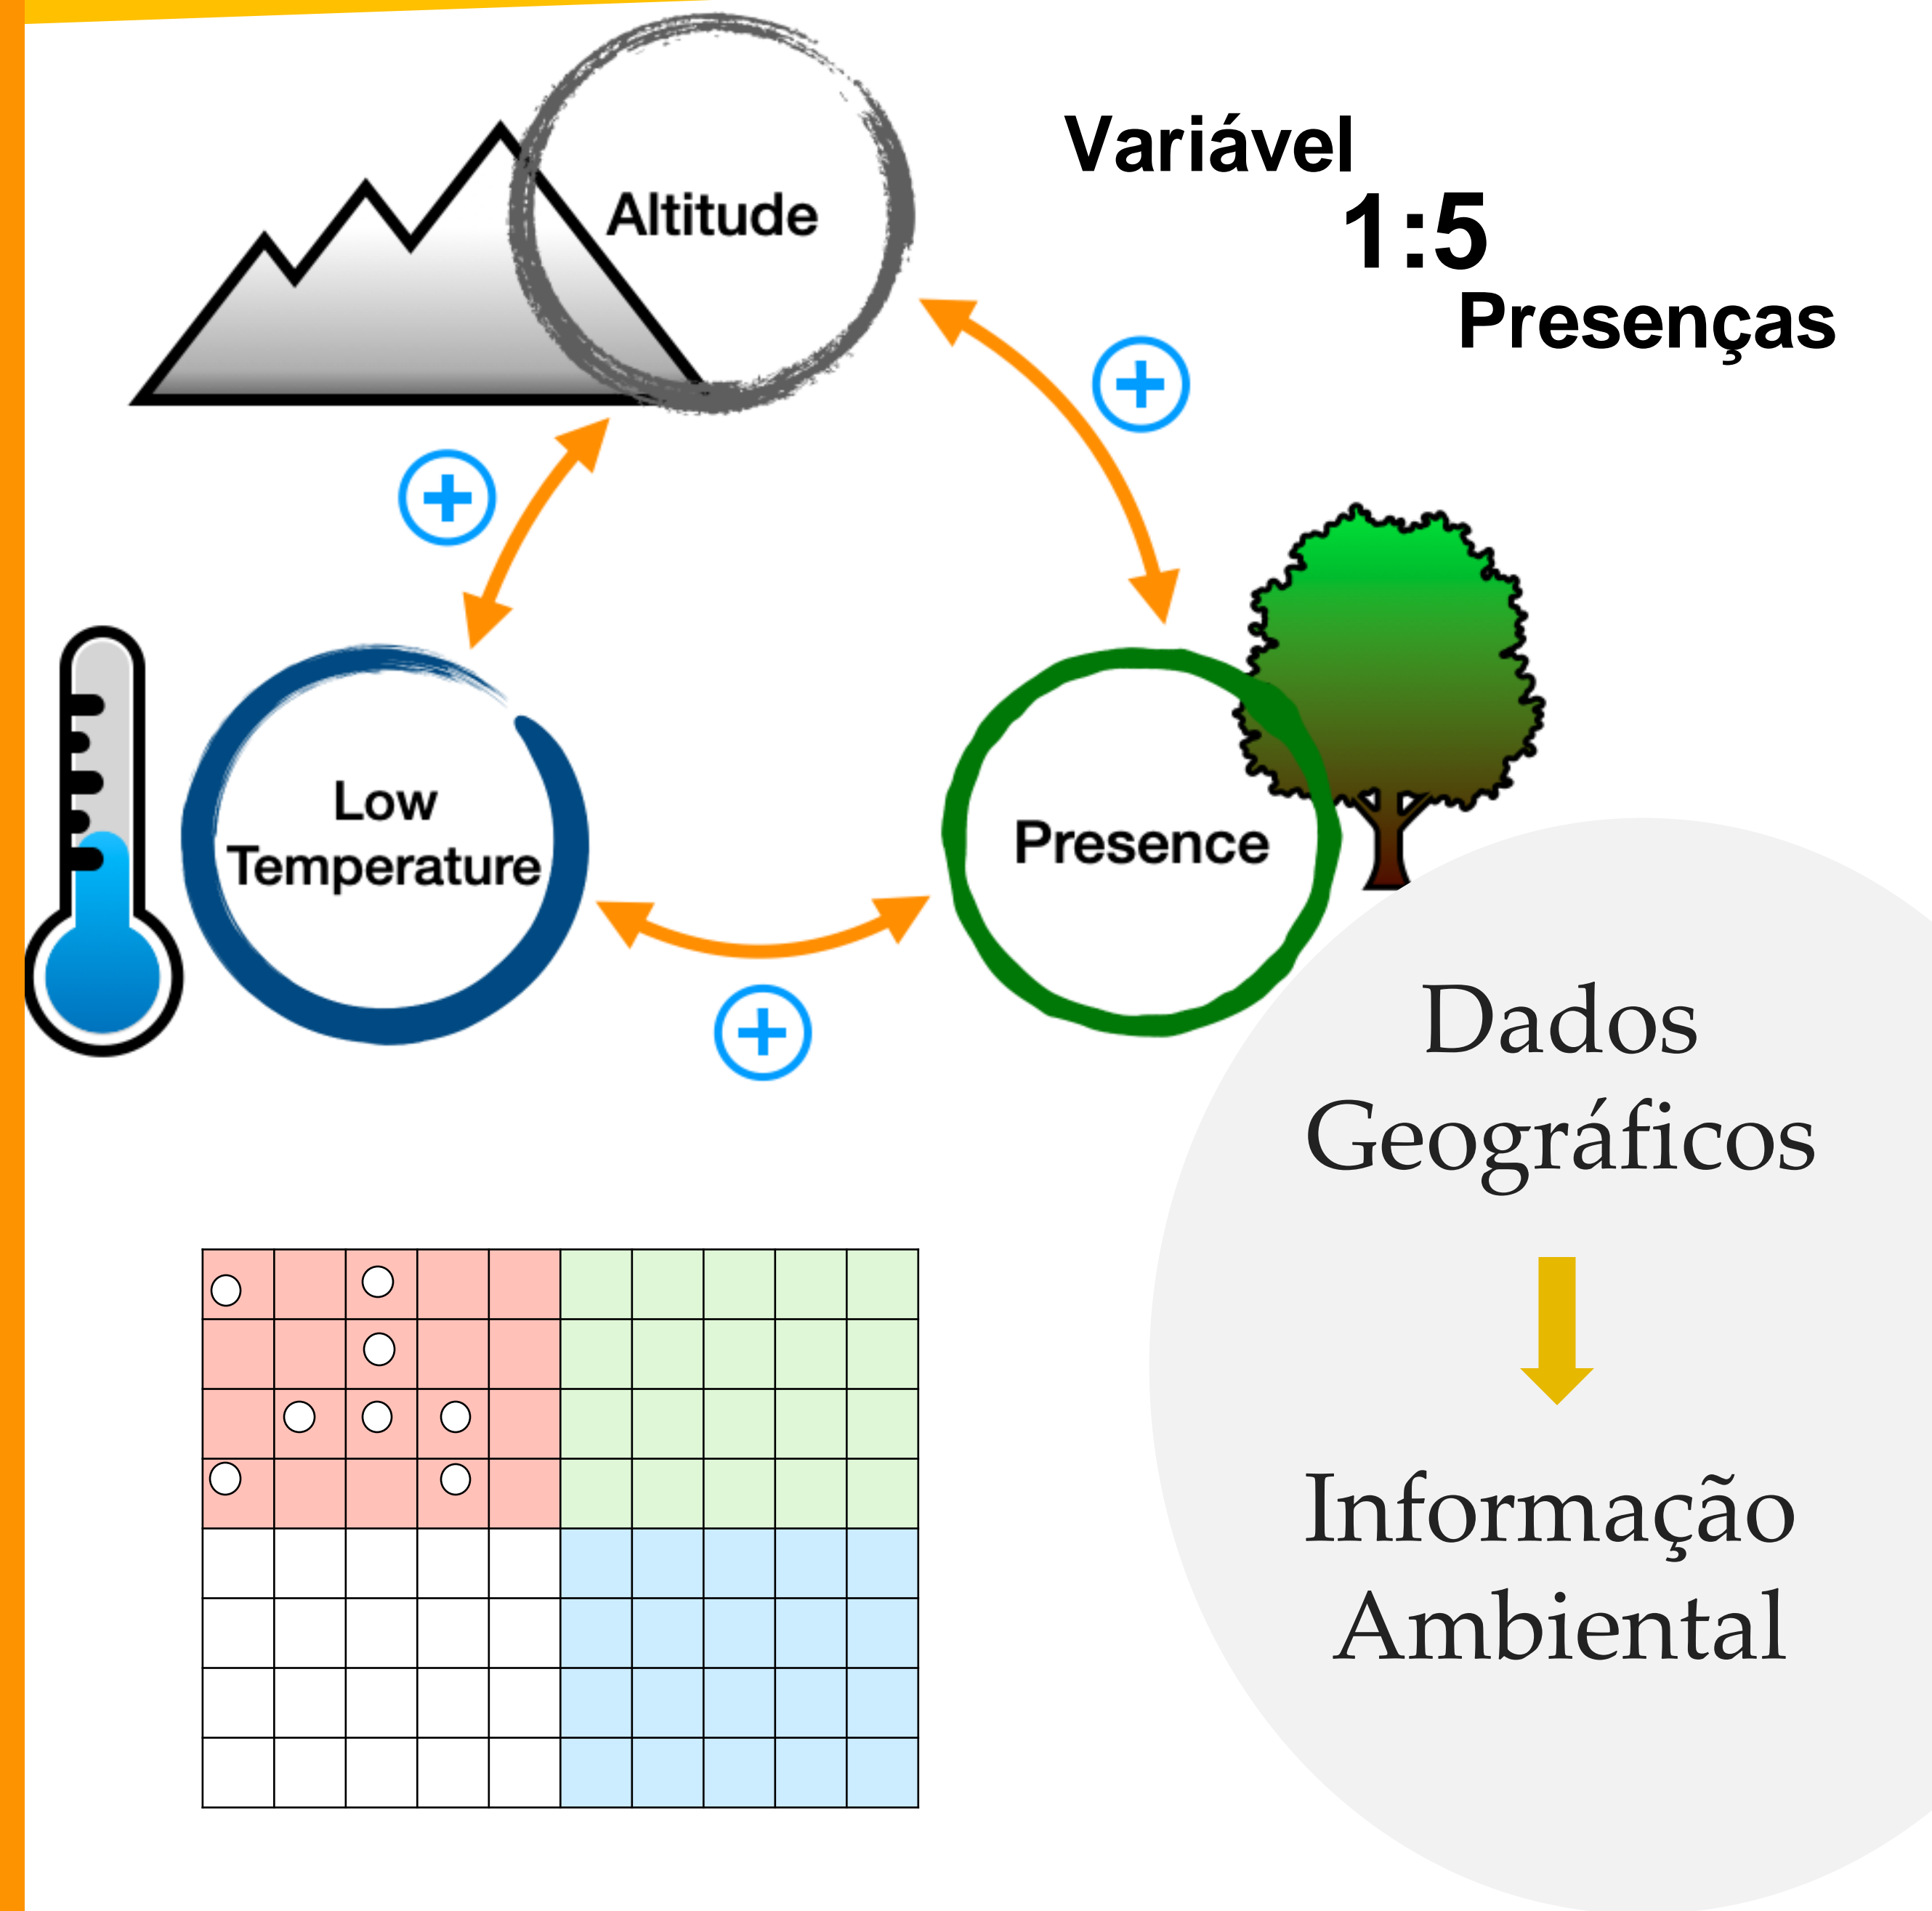 Altitude
Variável
1:5
Presenças
Low
Temperature
Presence
Dados
Geográficos
Informação
Ambiental